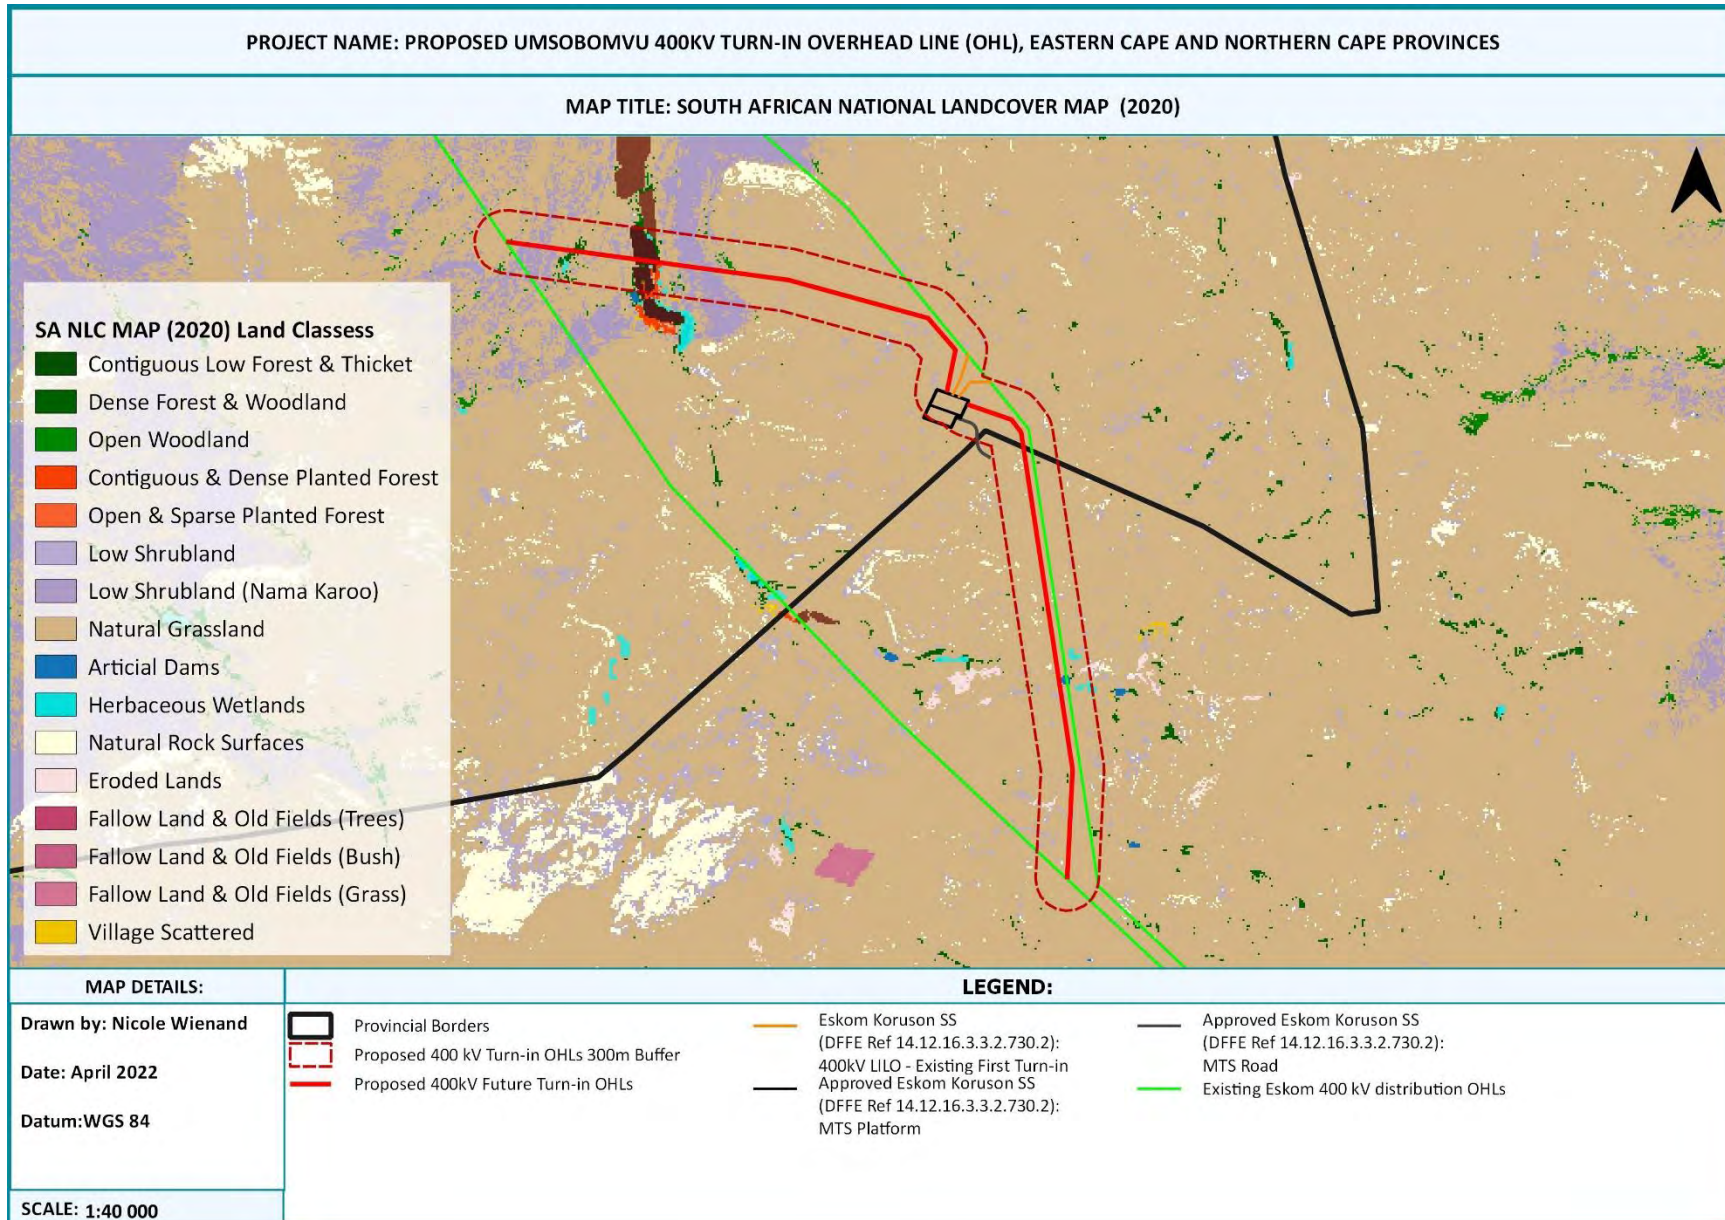 PROJECT NAME: PROPOSED UMSOBOMVU 400KV TURN-IN OVERHEAD LINE (OHL), EASTERN CAPE AND NORTHERN CAPE PROVINCES
MAP TITLE: SOUTH AFRICAN NATIONAL LANDCOVER MAP (2020)
SA NLC MAP (2020) Land Classess
Contiguous Low Forest & Thicket
Dense Forest & Woodland
Open Woodland
Contiguous & Dense Planted Forest
Open & Sparse Planted Forest
Low Shrubland
Low Shrubland (Nama Karoo)
Natural Grassland
Articial Dams
Herbaceous Wetlands
Natural Rock Surfaces
Eroded Lands
Fallow Land & Old Fields (Trees)
Fallow Land & Old Fields (Bush)
Fallow Land & Old Fields (Grass)
Village Scattered
MAP DETAILS:
Drawn by: Nicole Wienand
Date: April 2022
Datum:WGS 84
SCALE: 1:40 000
LEGEND:
Provincial Borders
Proposed 400 kV Turn-in OHLs 300m Buffer
Proposed 400kV Future Turn-in OHLs
Eskom Koruson SS
(DFFE Ref 14.12.16.3.3.2.730.2):
400kV LILO - Existing First Turn-in
Approved Eskom Koruson SS
(DFFE Ref 14.12.16.3.3.2.730.2):
MTS Platform
Approved Eskom Koruson SS
(DFFE Ref 14.12.16.3.3.2.730.2):
MTS Road
Existing Eskom 400 kV distribution OHLs